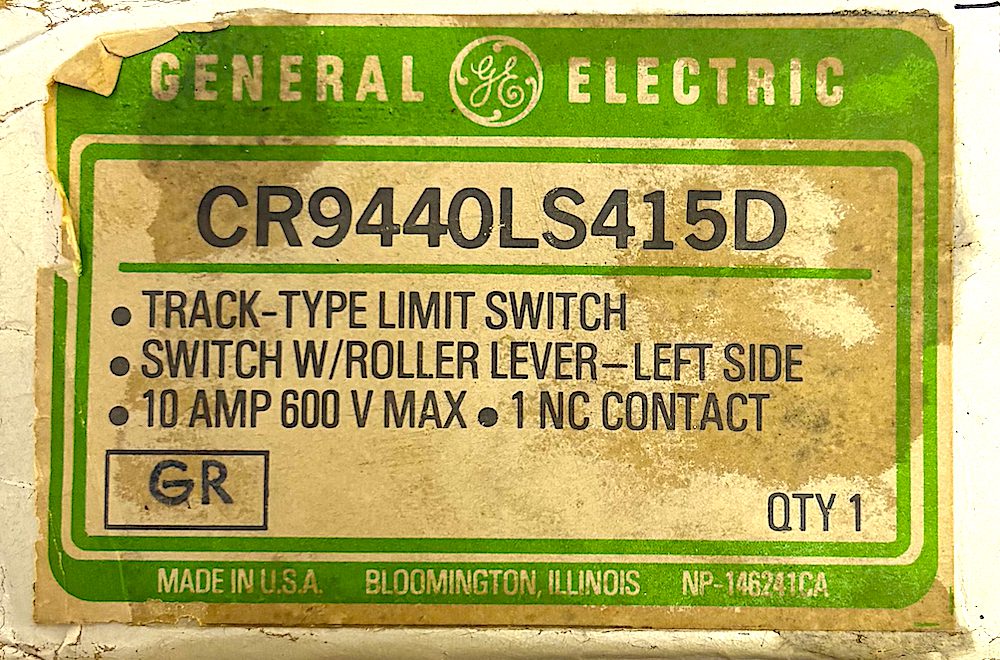 GENERAL GE ELECTRIC
CR9440LS415D
• TRACK-TYPE LIMIT SWITCH
• SWITCH W/ROLLER LEVER–LEFT SIDE
• 10 AMP 600 V MAX • 1 NC CONTACT
GR
QTY 1
MADE IN U.S.A. BLOOMINGTON, ILLINOIS NP-146241CA